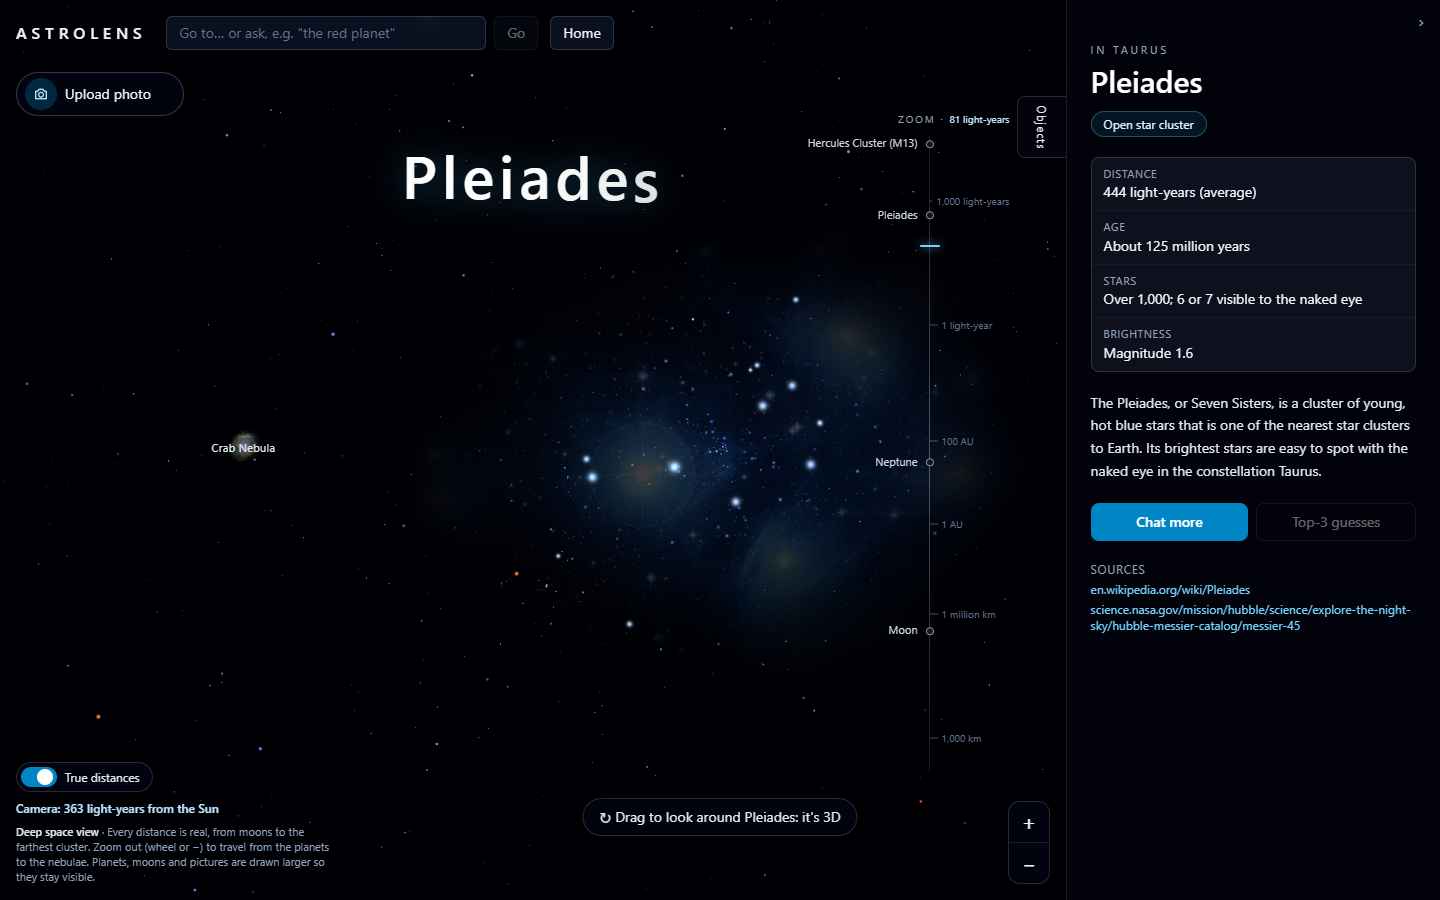 ASTROLENS
Go to... or ask, e.g. "the red planet"
Go
Home
Upload photo
Pleiades
ZOOM · 81 light-years
Hercules Cluster (M13)
1,000 light-years
Pleiades
1 light-year
100 AU
Neptune
1 AU
1 million km
Moon
1,000 km
Objects
Crab Nebula
True distances
Camera: 363 light-years from the Sun
Deep space view · Every distance is real, from moons to the
farthest cluster. Zoom out (wheel or −) to travel from the planets
to the nebulae. Planets, moons and pictures are drawn larger so
they stay visible.
↻ Drag to look around Pleiades: it's 3D
+
−
›
IN TAURUS
Pleiades
Open star cluster
DISTANCE
444 light-years (average)
AGE
About 125 million years
STARS
Over 1,000; 6 or 7 visible to the naked eye
BRIGHTNESS
Magnitude 1.6
The Pleiades, or Seven Sisters, is a cluster of young,
hot blue stars that is one of the nearest star clusters
to Earth. Its brightest stars are easy to spot with the
naked eye in the constellation Taurus.
Chat more
Top-3 guesses
SOURCES
en.wikipedia.org/wiki/Pleiades
science.nasa.gov/mission/hubble/science/explore-the-night-
sky/hubble-messier-catalog/messier-45